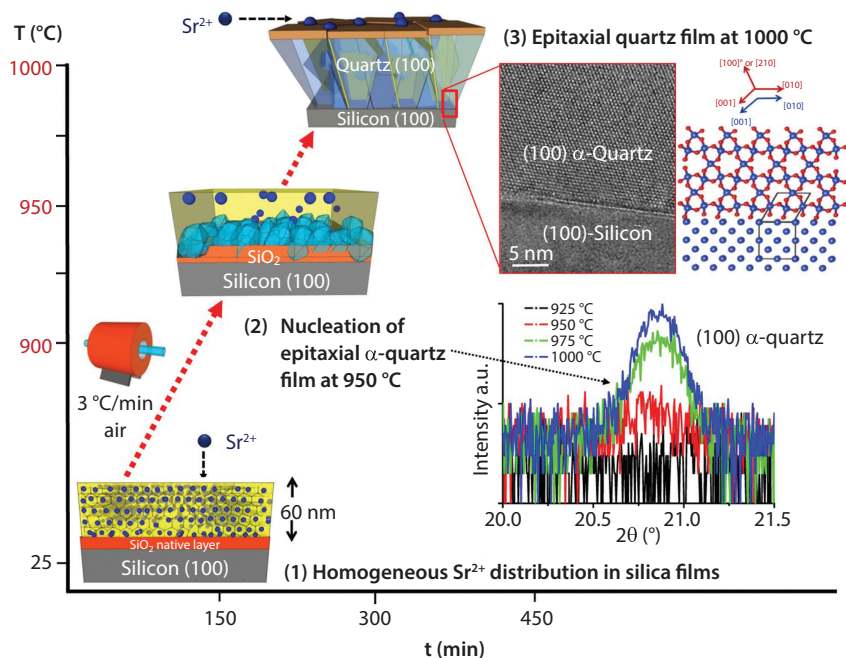 T (°C)
1000
950
900
25
150
300
450
t (min)
Sr²⁺
Quartz (100)
Silicon (100)
(3) Epitaxial quartz film at 1000 °C
(100) α-Quartz
(100)-Silicon
5 nm
[100]° or [210]
[010]
[001]
[010]
[001]
SiO₂
Silicon (100)
(2) Nucleation of
epitaxial α-quartz
film at 950 °C
3 °C/min
air
Sr²⁺
60 nm
SiO₂ native layer
Silicon (100)
(1) Homogeneous Sr²⁺ distribution in silica films
925 °C
950 °C
975 °C
1000 °C
(100) α-quartz
Intensity a.u.
20.0
20.5
21.0
21.5
2θ (°)